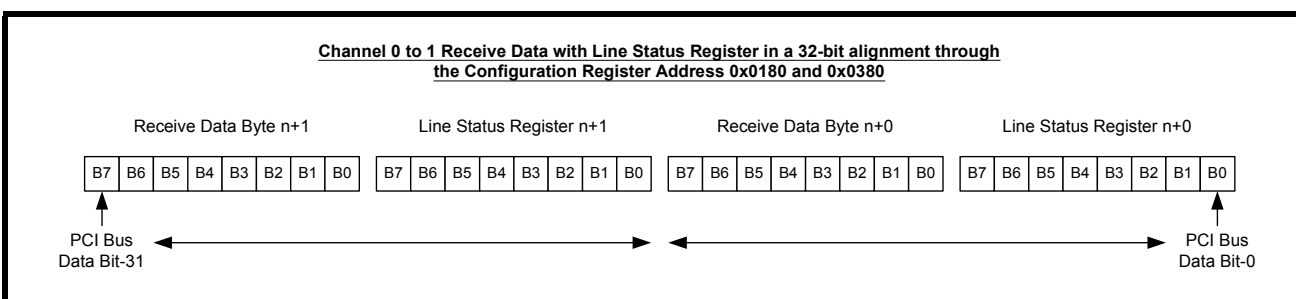 Channel 0 to 1 Receive Data with Line Status Register in a 32-bit alignment through
the Configuration Register Address 0x0180 and 0x0380
Receive Data Byte n+1 Line Status Register n+1 Receive Data Byte n+0 Line Status Register n+0
B7 B6 B5 B4 B3 B2 B1 B0 B7 B6 B5 B4 B3 B2 B1 B0 B7 B6 B5 B4 B3 B2 B1 B0 B7 B6 B5 B4 B3 B2 B1 B0
PCI Bus
Data Bit-31
PCI Bus
Data Bit-0